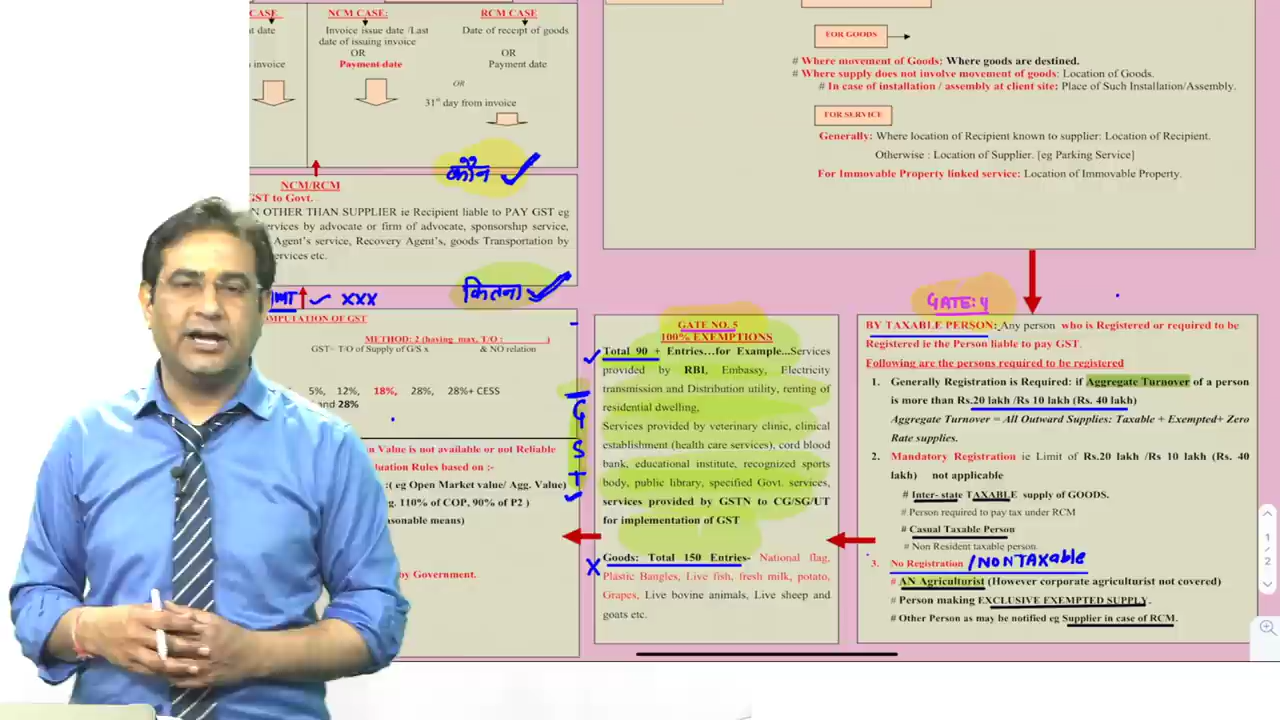 CASE
t date
invoice
NCM CASE:
Invoice issue date /Last
date of issuing invoice
OR
Payment date
RCM CASE
Date of receipt of goods
OR
Payment date
OR
31st day from invoice
कौन
NCM/RCM
GST to Govt.
N OTHER THAN SUPPLIER ie Recipient liable to PAY GST eg
ervices by advocate or firm of advocate, sponsorship service,
Agent's service, Recovery Agent's, goods Transportation by
ervices etc.
कितना
XXX
OMPUTATION OF GST
METHOD: 2 (having max. T/O :
)
GST= T/O of Supply of G/S x & NO relation
5%, 12%, 18%, 28%, 28%+ CESS
and 28%
n Value is not available or not Reliable
luation Rules based on :-
:( eg Open Market value/ Agg. Value)
g. 110% of COP, 90% of P2 )
asonable means)
by Government.
FOR GOODS
# Where movement of Goods: Where goods are destined.
# Where supply does not involve movement of goods: Location of Goods.
# In case of installation / assembly at client site: Place of Such Installation/Assembly.
FOR SERVICE
Generally: Where location of Recipient known to supplier: Location of Recipient.
Otherwise : Location of Supplier. [eg Parking Service]
For Immovable Property linked service: Location of Immovable Property.
GATE NO. 5
100% EXEMPTIONS
Total 90 + Entries…for Example…Services
provided by RBI, Embassy, Electricity
transmission and Distribution utility, renting of
residential dwelling,
Services provided by veterinary clinic, clinical
establishment (health care services), cord blood
bank, educational institute, recognized sports
body, public library, specified Govt. services,
services provided by GSTN to CG/SG/UT
for implementation of GST
Goods: Total 150 Entries- National flag,
Plastic Bangles, Live fish, fresh milk, potato,
Grapes, Live bovine animals, Live sheep and
goats etc.
G
S
T
X
GATE: 4
BY TAXABLE PERSON: Any person who is Registered or required to be
Registered ie the Person liable to pay GST.
Following are the persons required to be registered
1. Generally Registration is Required: if Aggregate Turnover of a person
is more than Rs.20 lakh /Rs 10 lakh (Rs. 40 lakh)
Aggregate Turnover = All Outward Supplies: Taxable + Exempted+ Zero
Rate supplies.
2. Mandatory Registration ie Limit of Rs.20 lakh /Rs 10 lakh (Rs. 40
lakh) not applicable
# Inter- state TAXABLE supply of GOODS.
# Person required to pay tax under RCM
# Casual Taxable Person
# Non Resident taxable person.
3. No Registration /NON TAXable
# AN Agriculturist (However corporate agriculturist not covered)
# Person making EXCLUSIVE EXEMPTED SUPPLY.
# Other Person as may be notified eg Supplier in case of RCM.
1
2